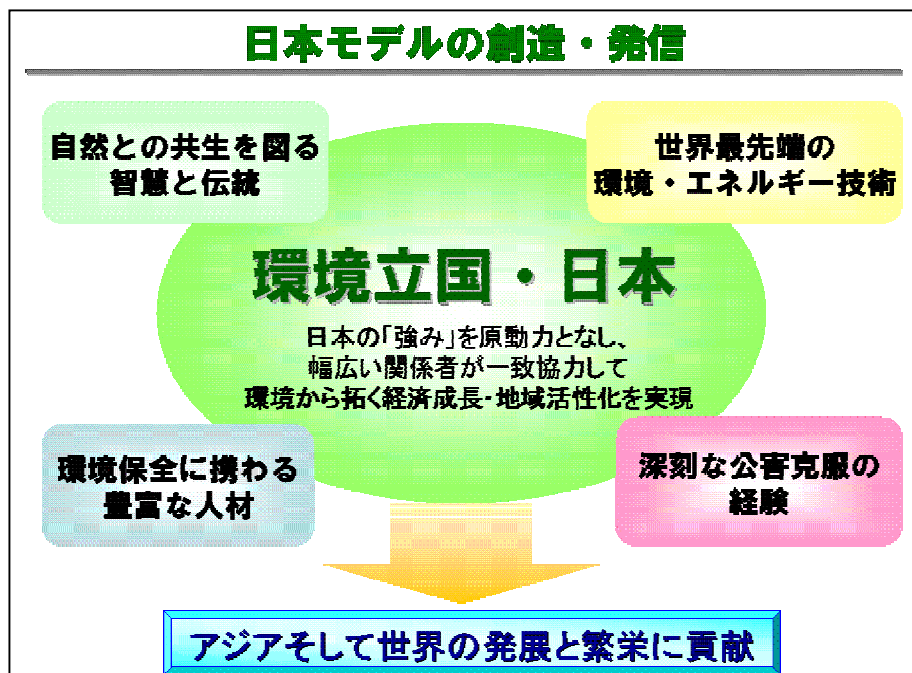 日本モデルの創造・発信
自然との共生を図る
智慧と伝統
世界最先端の
環境・エネルギー技術
環境立国・日本
日本の「強み」を原動力となし、
幅広い関係者が一致協力して
環境から拓く経済成長・地域活性化を実現
環境保全に携わる
豊富な人材
深刻な公害克服の
経験
アジアそして世界の発展と繁栄に貢献